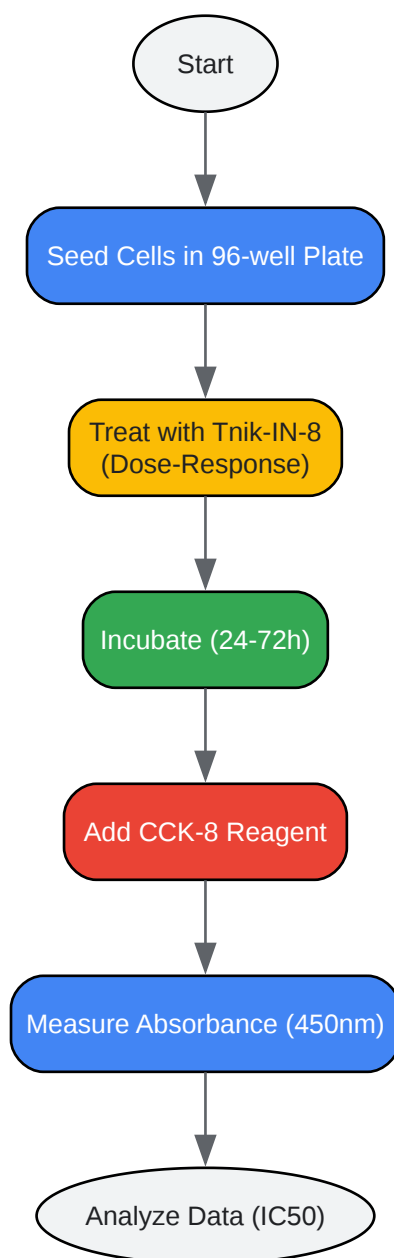 Start
Seed Cells in 96-well Plate
Treat with Tnik-IN-8
(Dose-Response)
Incubate (24-72h)
Add CCK-8 Reagent
Measure Absorbance (450nm)
Analyze Data (IC50)